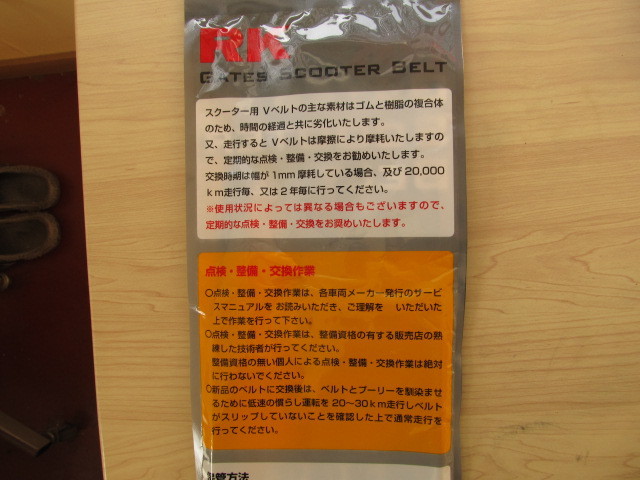 RK
GATES SCOOTER BELT
スクーター用 Vベルトの主な素材はゴムと樹脂の複合体
のため、時間の経過と共に劣化いたします。
又、走行すると Vベルトは摩擦により摩耗いたしますの
で、定期的な点検・整備・交換をお勧めいたします。
交換時期は幅が1mm摩耗している場合、及び20,000
km走行毎、又は2年毎に行ってください。
※使用状況によっては異なる場合もございますので、
定期的な点検・整備・交換をお奨めいたします。
点検・整備・交換作業
○点検・整備・交換作業は、各車両メーカー発行のサービ
スマニュアルを お読みいただき、ご理解を いただいた
上で作業を行って下さい。
○点検・整備・交換作業は、整備資格の有する販売店の熟
練した技術者が行ってください。
整備資格の無い個人による点検・整備・交換作業は絶対
に行わないでください。
○新品のベルトに交換後は、ベルトとプーリーを馴染ませ
るために低速の慣らし運転を 20〜30km走行しベルト
がスリップしていないことを確認した上で通常走行を
行ってください。
保管方法